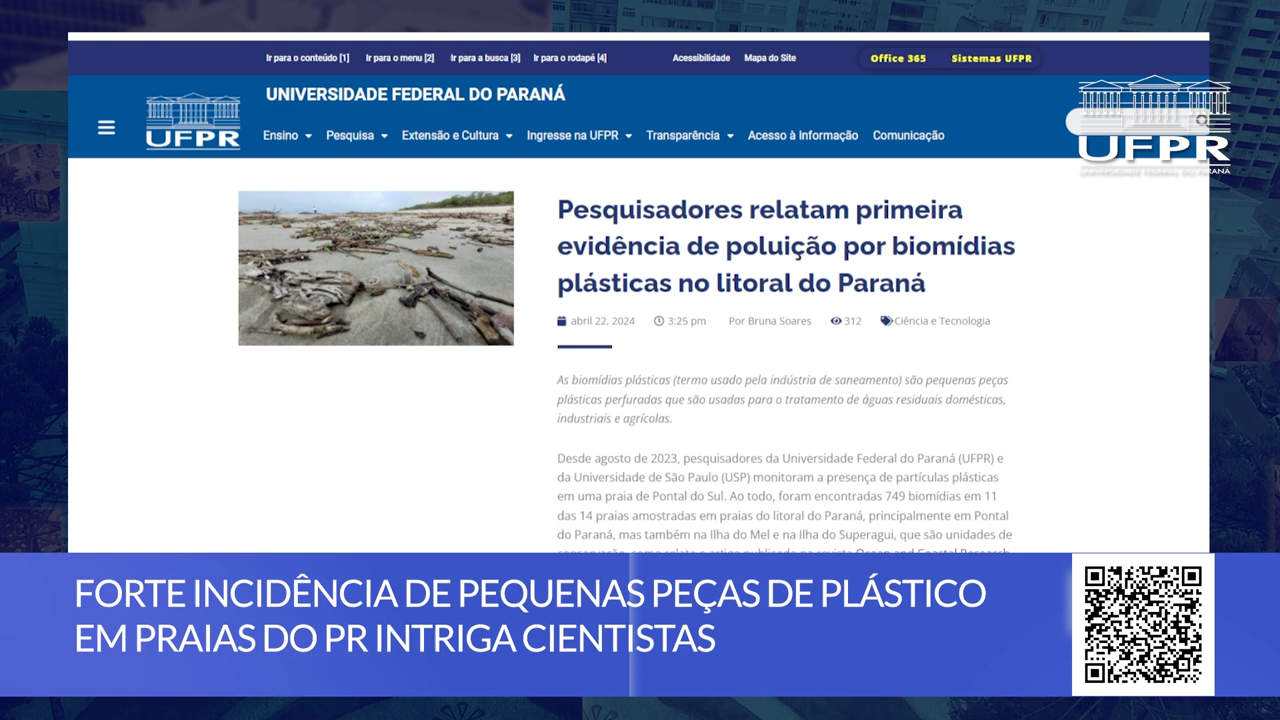 Ir para o conteúdo [1] Ir para o menu [2] Ir para a busca [3] Ir para o rodapé [4] Acessibilidade Mapa do Site Office 365 Sistemas UFPR
UNIVERSIDADE FEDERAL DO PARANÁ
UFPR
Ensino Pesquisa Extensão e Cultura Ingresse na UFPR Transparência Acesso à Informação Comunicação
UFPR
UNIVERSIDADE FEDERAL DO PARANÁ
Pesquisadores relatam primeira
evidência de poluição por biomídias
plásticas no litoral do Paraná
abril 22, 2024 3:25 pm Por Bruna Soares 312 Ciência e Tecnologia
As biomídias plásticas (termo usado pela indústria de saneamento) são pequenas peças
plásticas perfuradas que são usadas para o tratamento de águas residuais domésticas,
industriais e agrícolas.
Desde agosto de 2023, pesquisadores da Universidade Federal do Paraná (UFPR) e
da Universidade de São Paulo (USP) monitoram a presença de partículas plásticas
em uma praia de Pontal do Sul. Ao todo, foram encontradas 749 biomídias em 11
das 14 praias amostradas em praias do litoral do Paraná, principalmente em Pontal
do Paraná, mas também na Ilha do Mel e na Ilha do Superagui, que são unidades de
FORTE INCIDÊNCIA DE PEQUENAS PEÇAS DE PLÁSTICO
EM PRAIAS DO PR INTRIGA CIENTISTAS